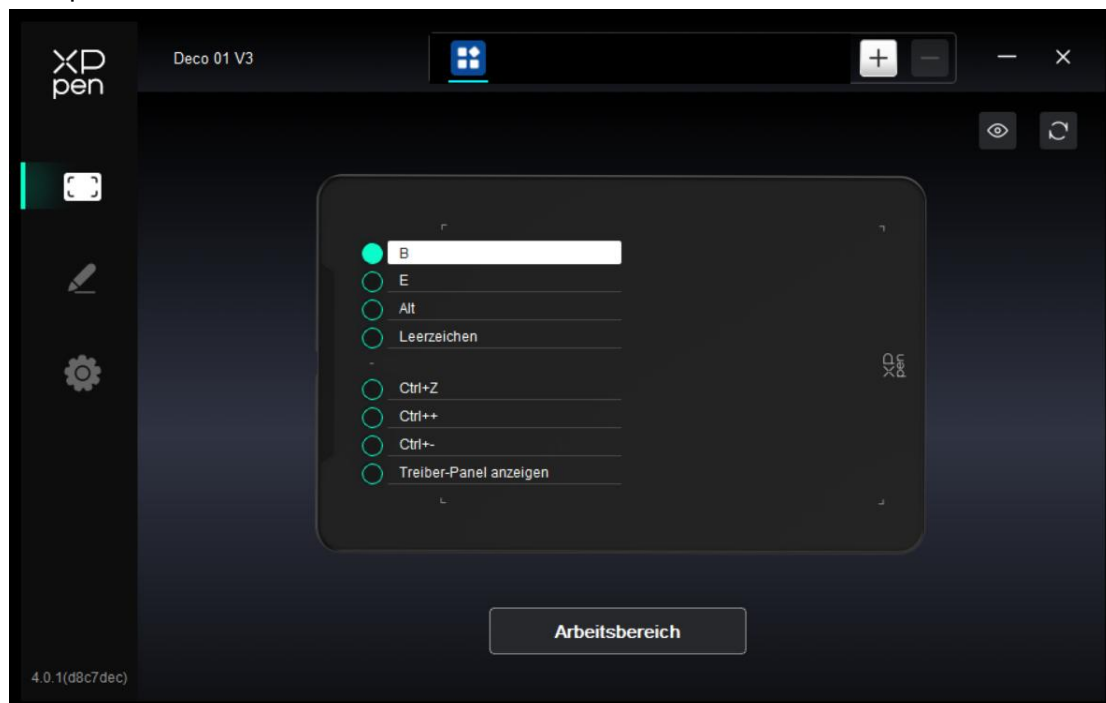 XP
pen
Deco 01 V3
B
E
Alt
Leerzeichen
-
Ctrl+Z
Ctrl++
Ctrl+-
Treiber-Panel anzeigen
XP
pen
Arbeitsbereich
4.0.1(d8c7dec)